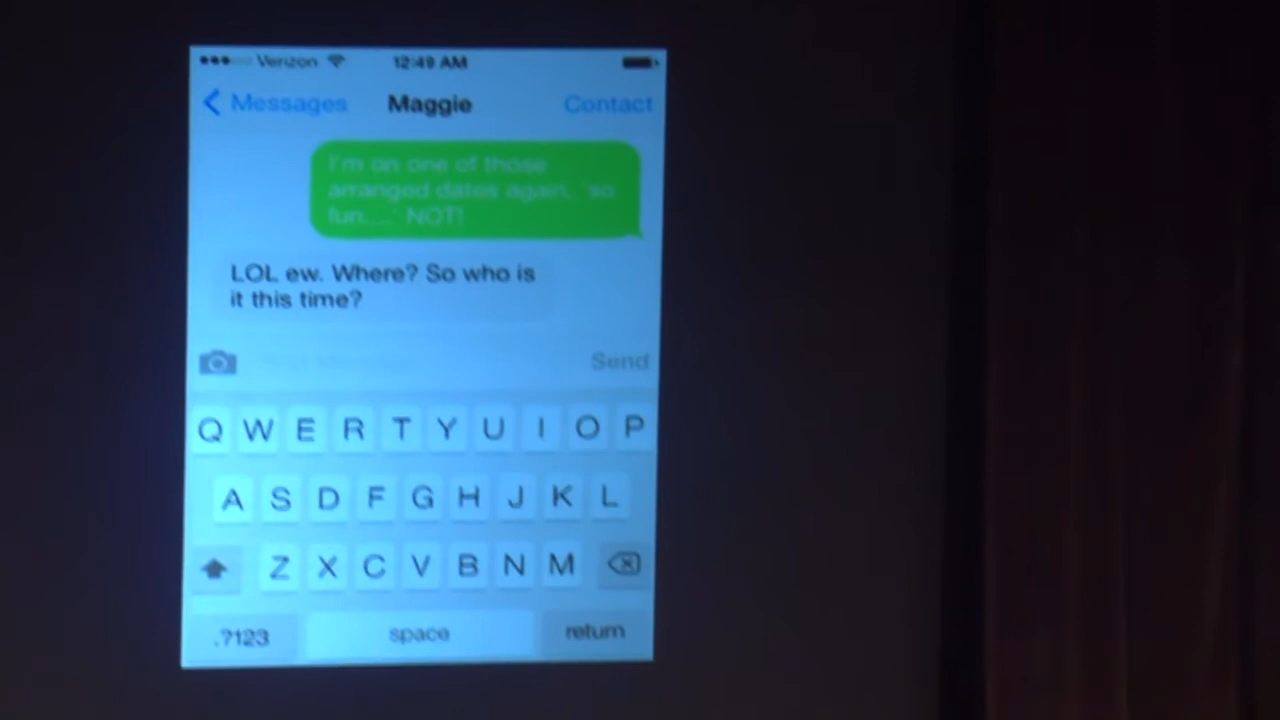 Verizon 12:49 AM
Messages Maggie Contact
I'm on one of those
arranged dates again, 'so
fun....' NOT!
LOL ew. Where? So who is
it this time?
Send
Q W E R T Y U I O P
A S D F G H J K L
Z X C V B N M
.?123 space return